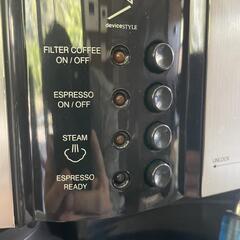 deviceSTYLE
FILTER COFFEE
ON / OFF
ESPRESSO
ON / OFF
STEAM
UNLOCK
ESPRESSO
READY